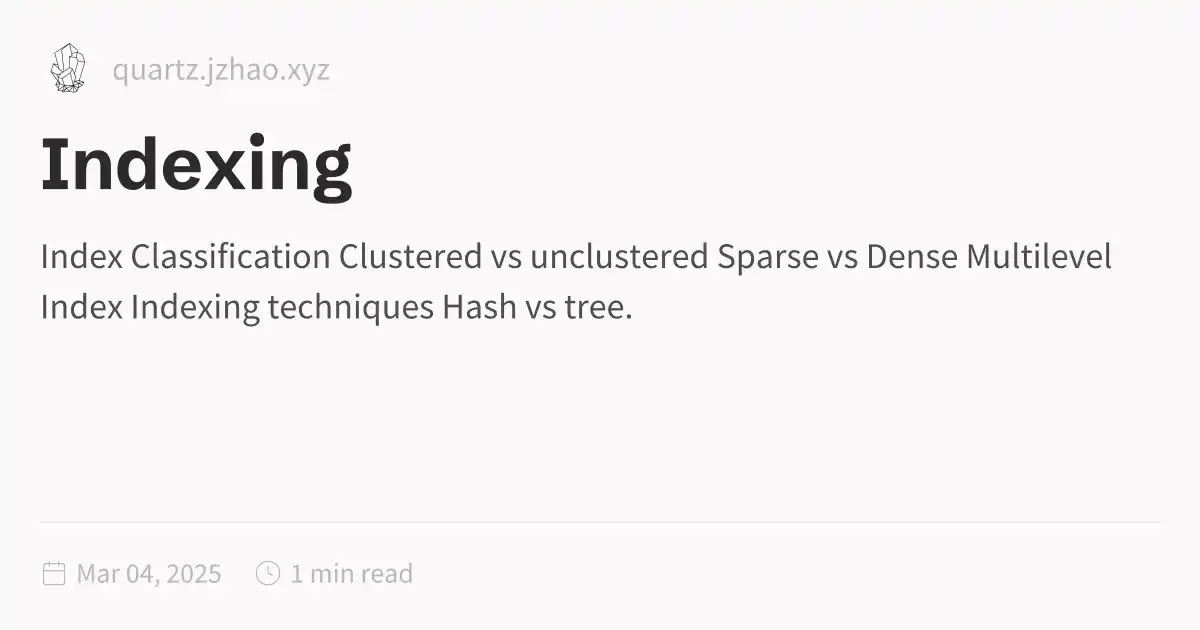 quartz.jzhao.xyz
Indexing
Index Classification Clustered vs unclustered Sparse vs Dense Multilevel
Index Indexing techniques Hash vs tree.
Mar 04, 2025 1 min read